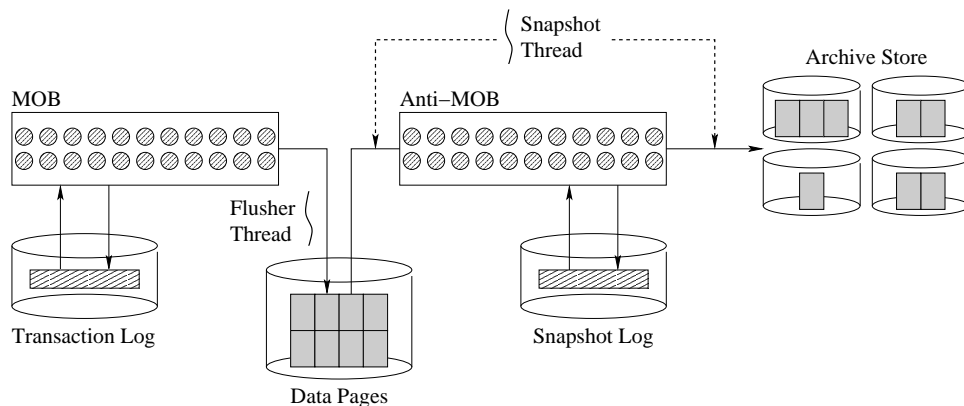 Snapshot
Thread
Archive Store
MOB
Anti−MOB
Flusher
Thread
Transaction Log
Snapshot Log
Data Pages